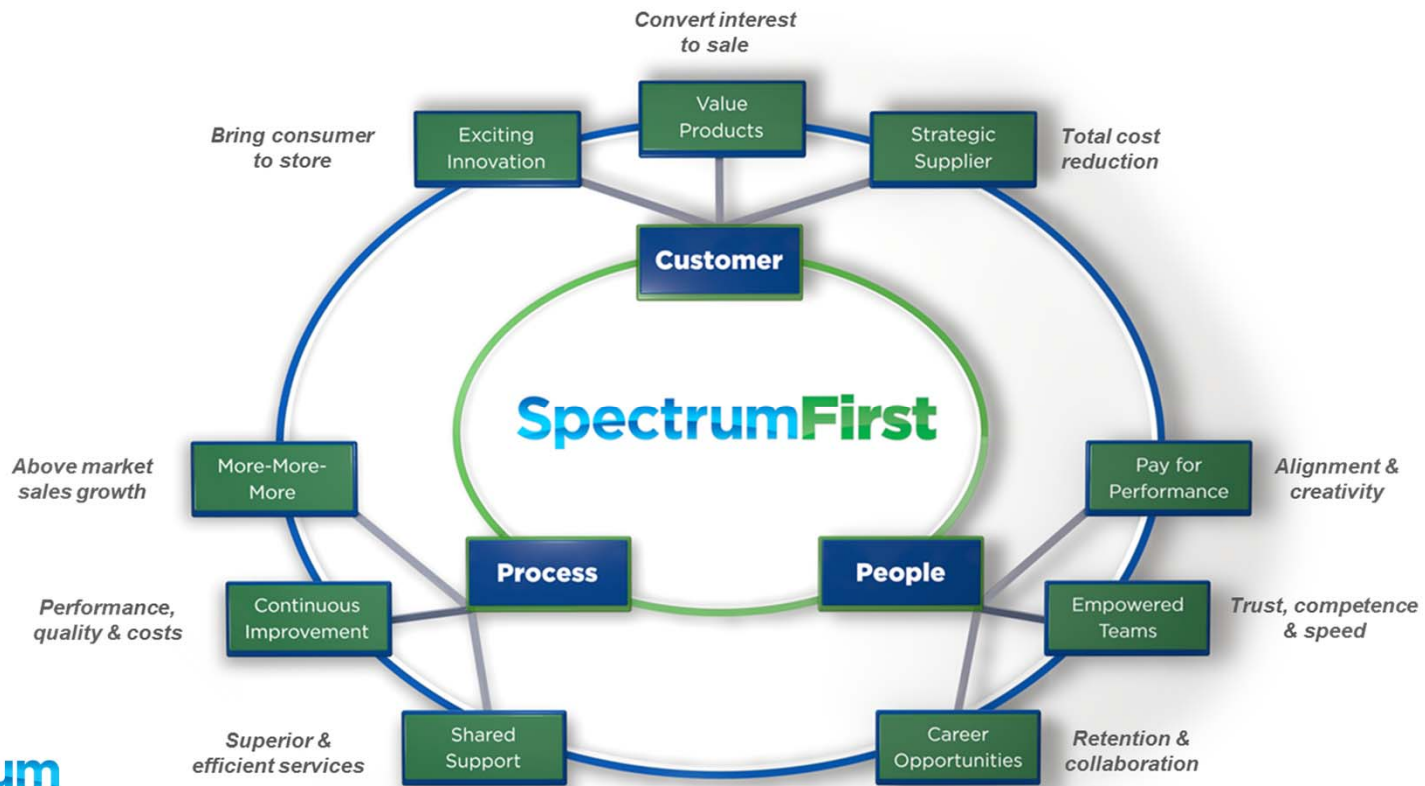 Convert interest
to sale
Bring consumer
to store
Exciting
Innovation
Value
Products
Strategic
Supplier
Total cost
reduction
Customer
SpectrumFirst
Above market
sales growth
More-More-
More
Pay for
Performance
Alignment &
creativity
Process
People
Performance,
quality & costs
Continuous
Improvement
Empowered
Teams
Trust, competence
& speed
Superior &
efficient services
Shared
Support
Career
Opportunities
Retention &
collaboration